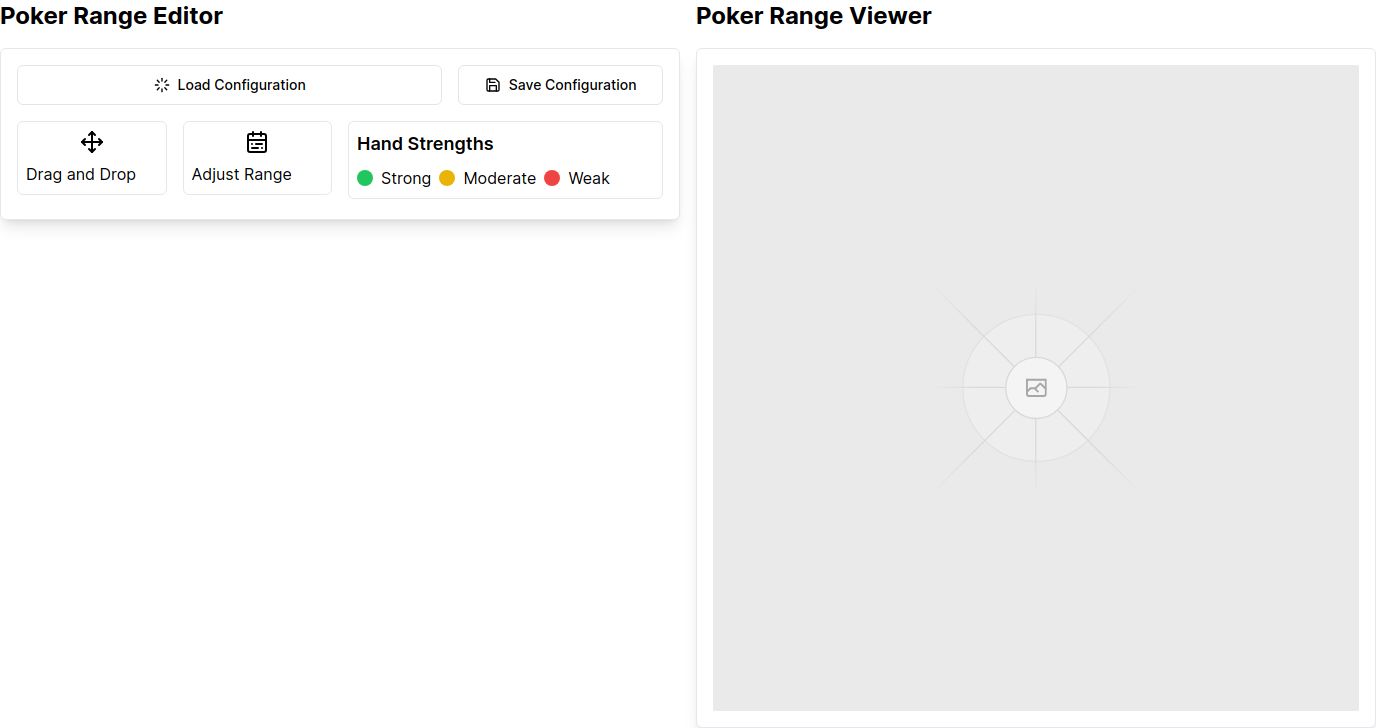 Poker Range Editor
Load Configuration
Save Configuration
Drag and Drop
Adjust Range
Hand Strengths
Strong Moderate Weak
Poker Range Viewer